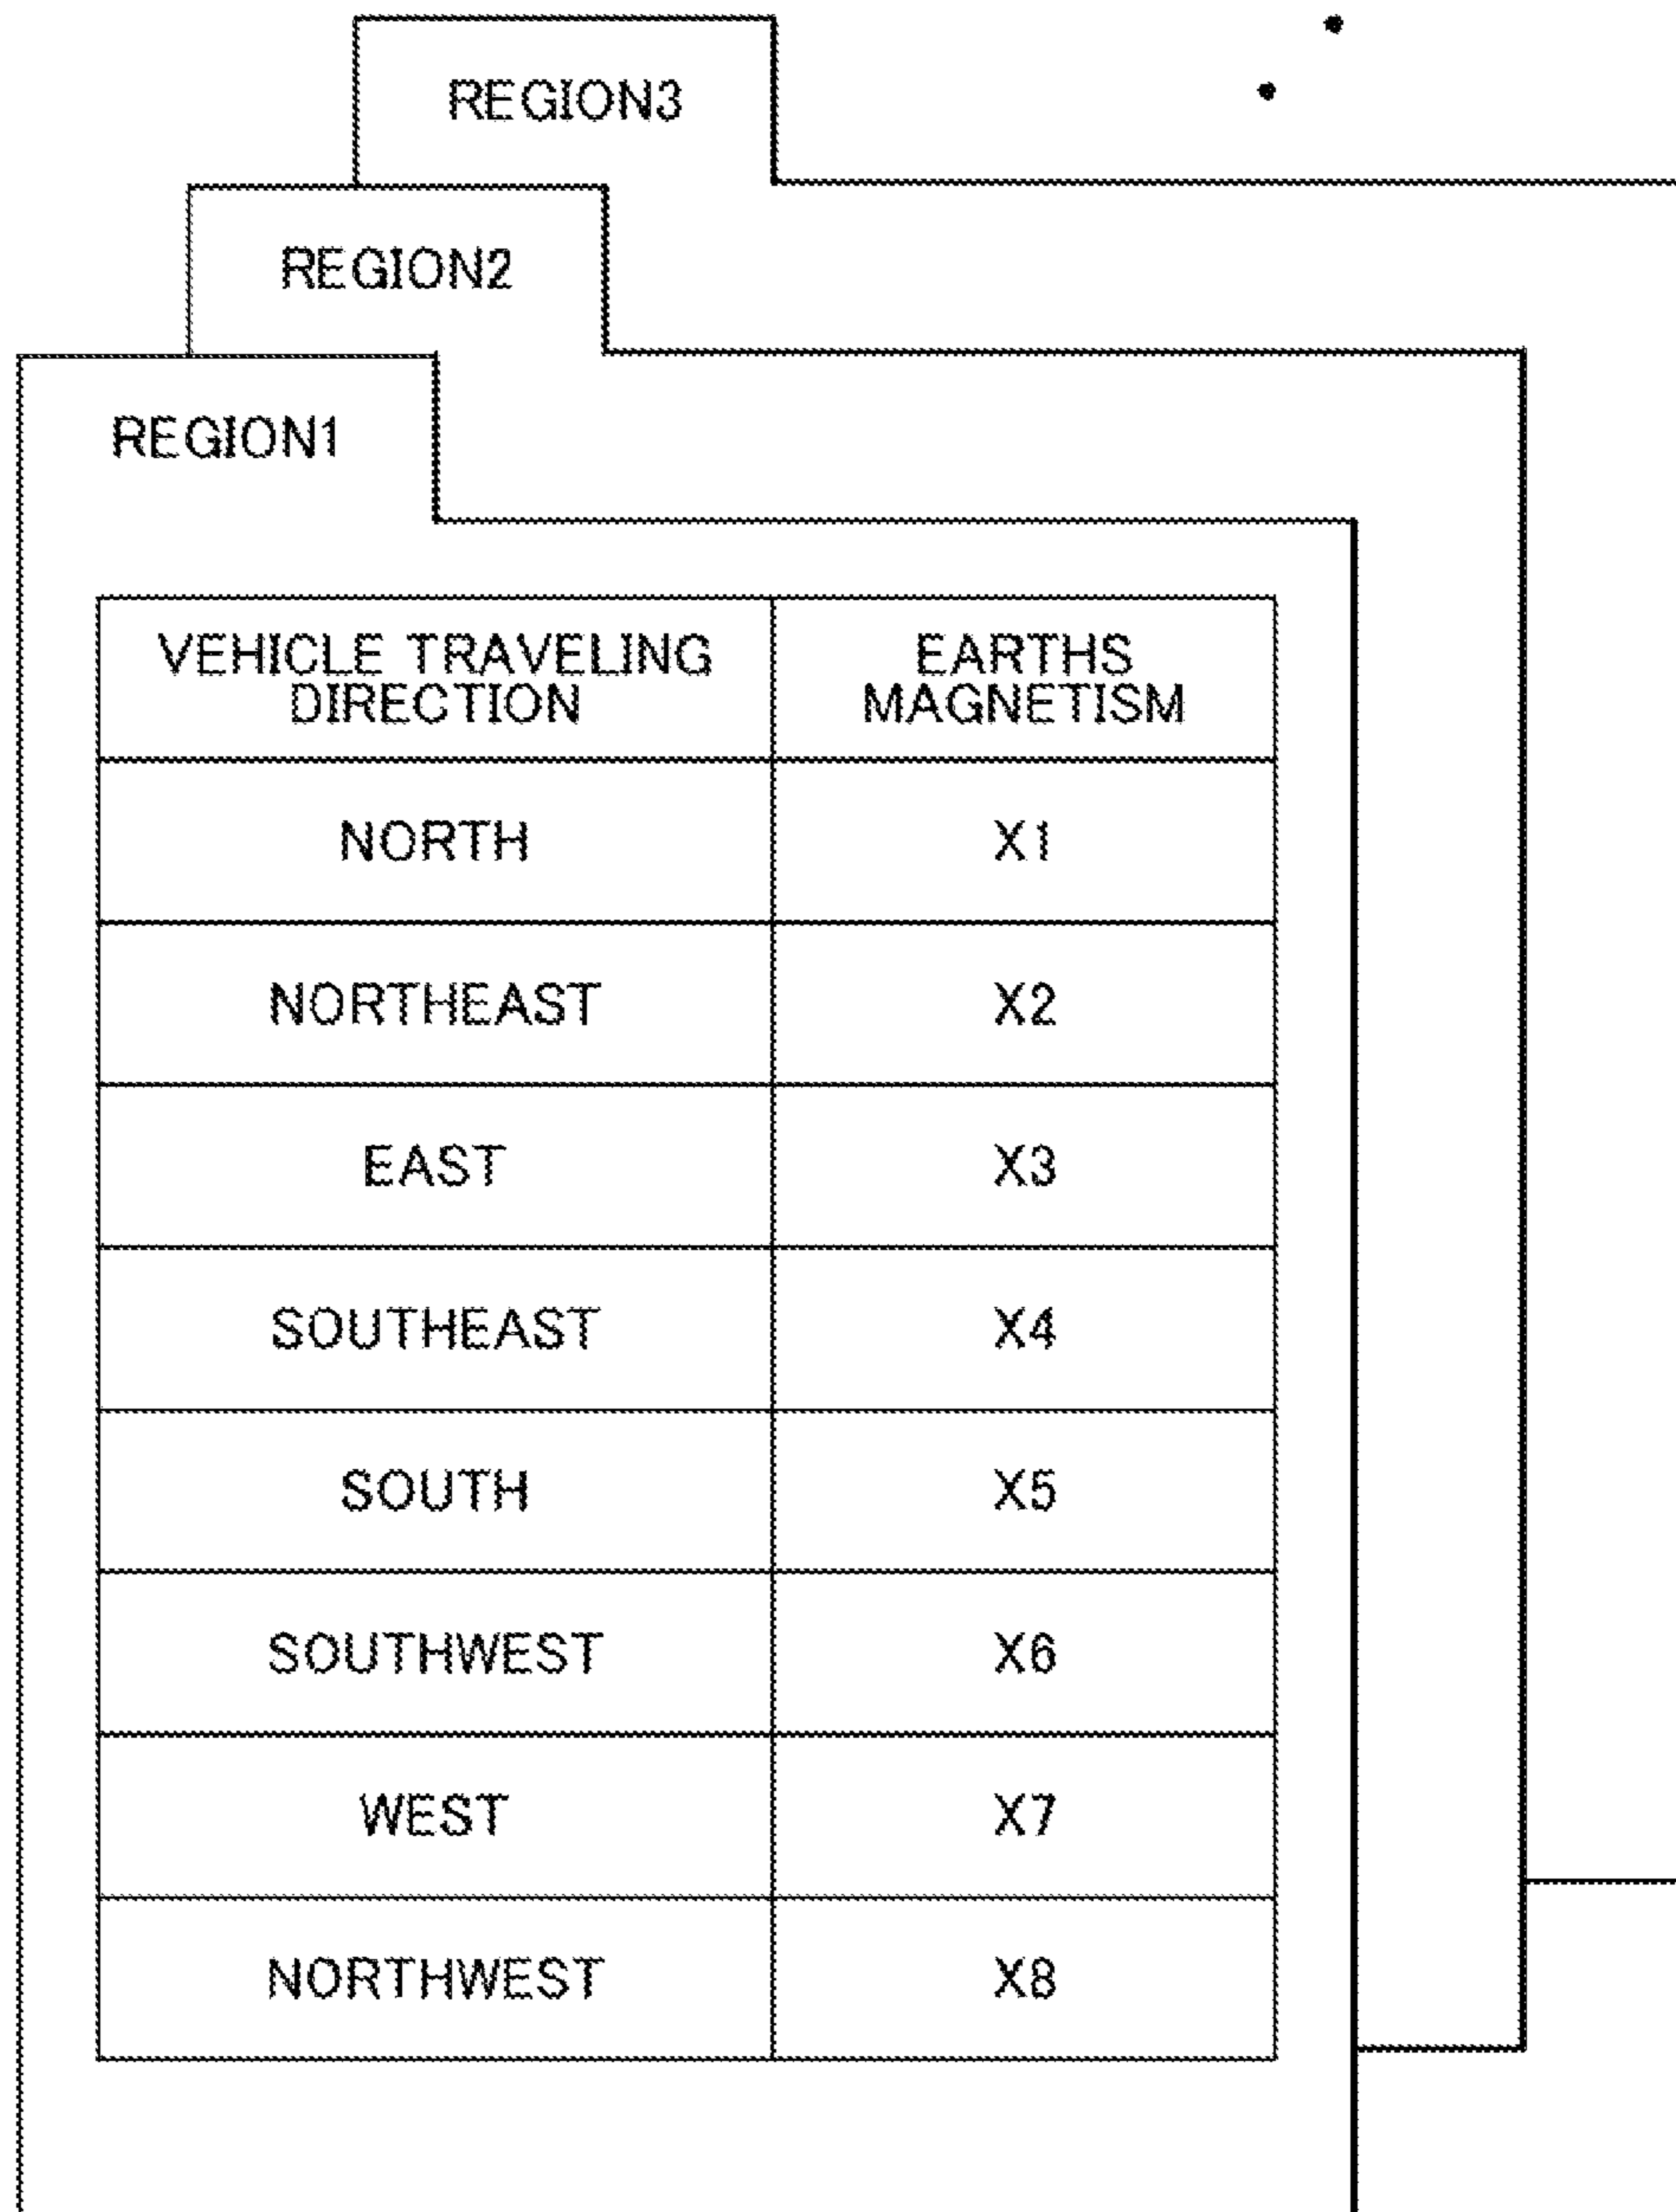 REGION3
REGION2
REGION1
VEHICLE TRAVELING
DIRECTION
EARTHS
MAGNETISM
NORTH X1
NORTHEAST X2
EAST X3
SOUTHEAST X4
SOUTH X5
SOUTHWEST X6
WEST X7
NORTHWEST X8